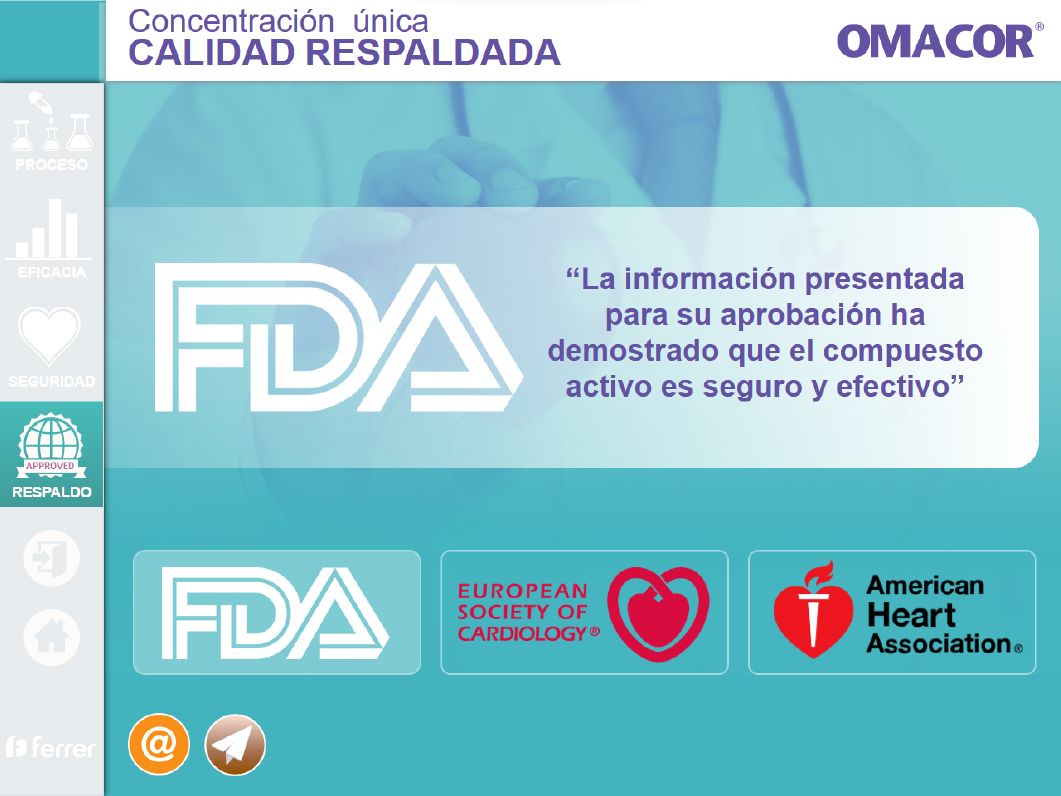 Concentración única
CALIDAD RESPALDADA
OMACOR®
PROCESO
EFICACIA
SEGURIDAD
APPROVED
RESPALDO
FDA
“La información presentada
para su aprobación ha
demostrado que el compuesto
activo es seguro y efectivo”
FDA
EUROPEAN
SOCIETY OF
CARDIOLOGY®
American
Heart
Association®
ferrer
@